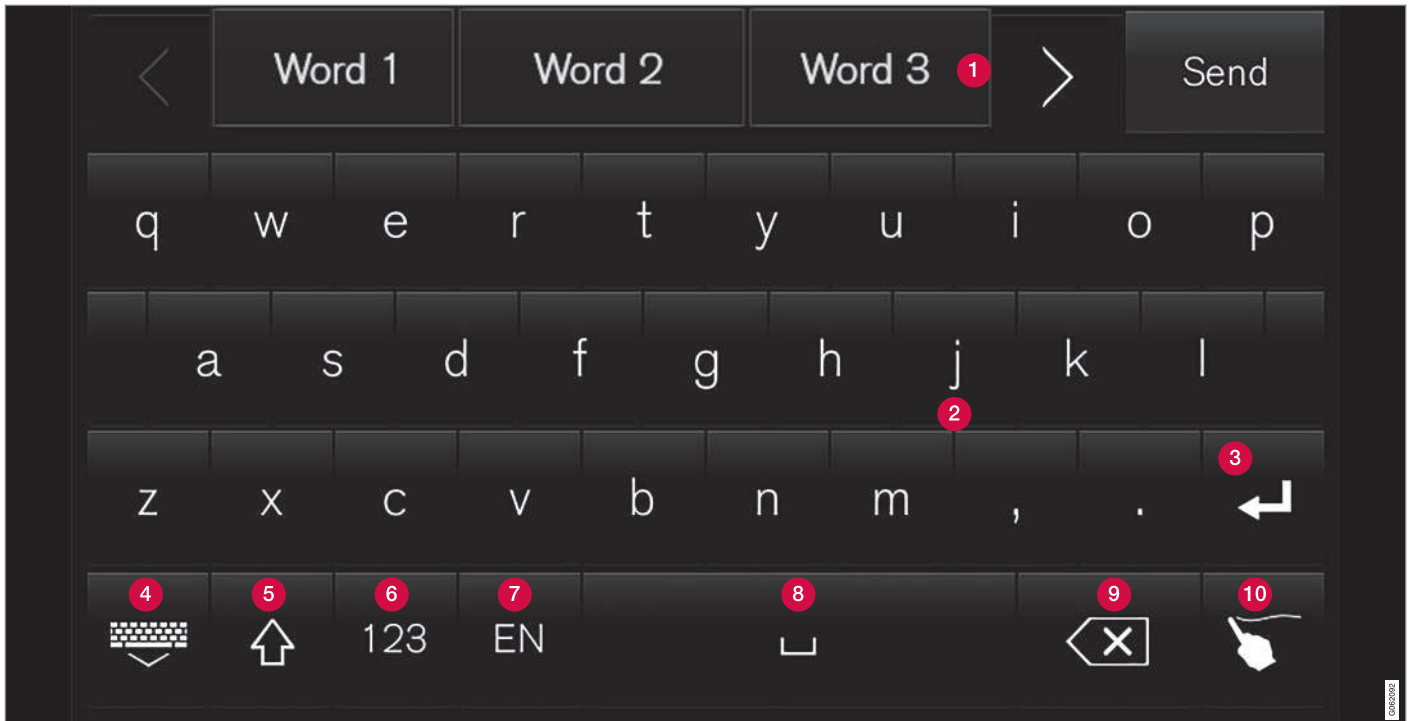 Word 1 Word 2 Word 3 1 Send
q w e r t y u i o p
a s d f g h j k l
2
3
z x c v b n m , .
4 5 6 7 8 9 10
123 EN
G062092